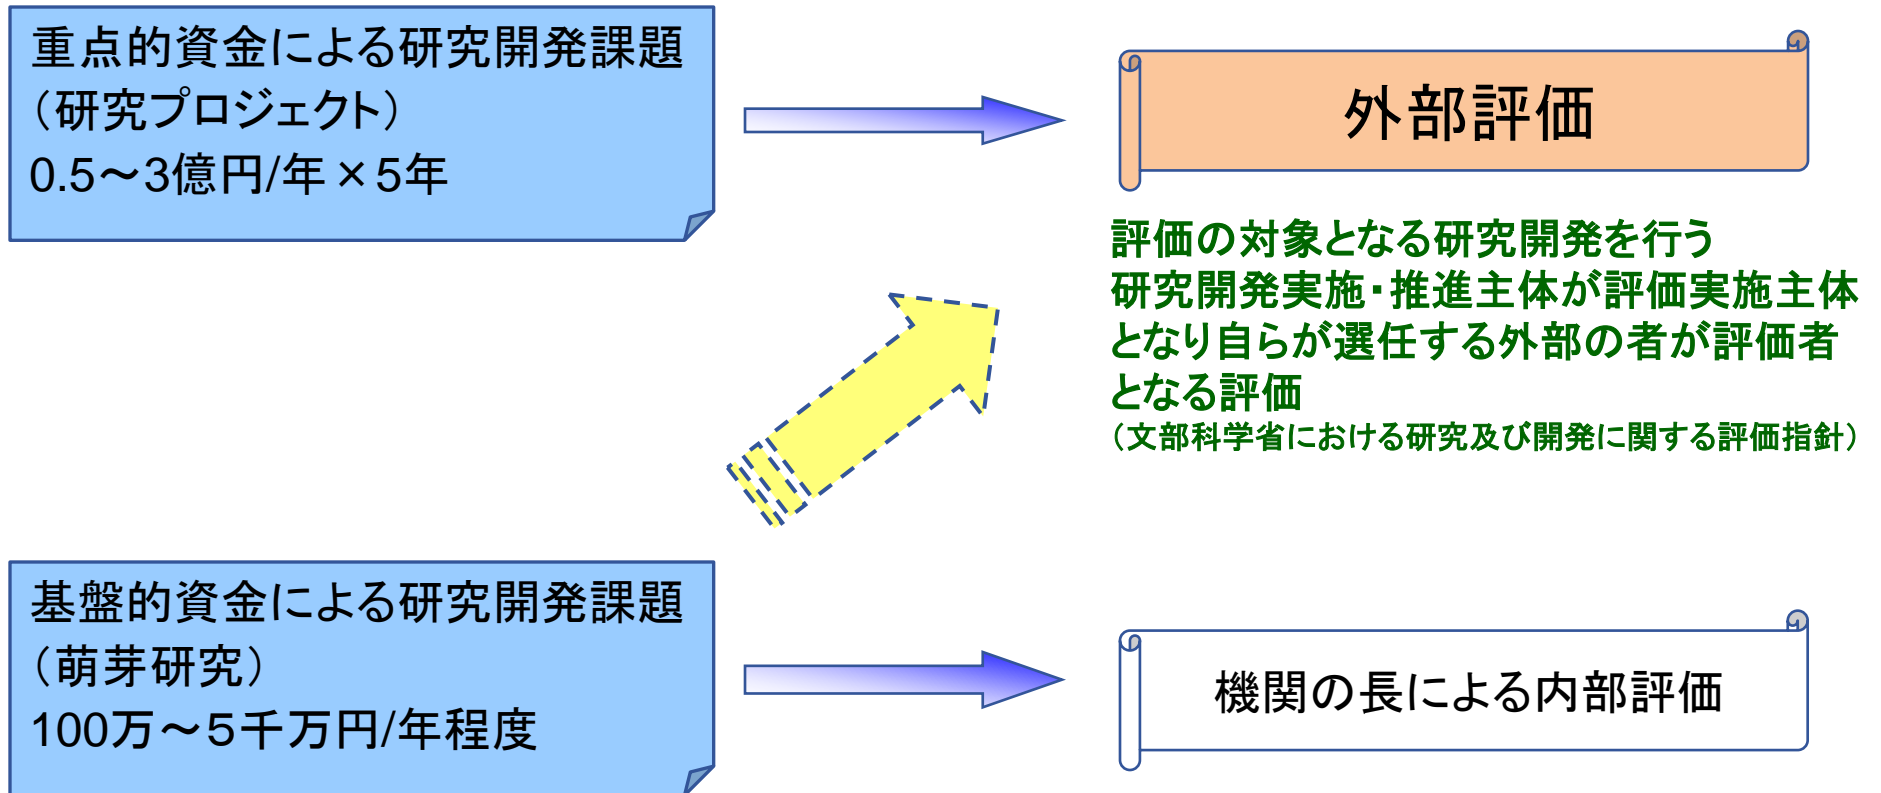 重点的資金による研究開発課題
（研究プロジェクト）
0.5～3億円/年×5年
外部評価
評価の対象となる研究開発を行う
研究開発実施・推進主体が評価実施主体
となり自らが選任する外部の者が評価者
となる評価
（文部科学省における研究及び開発に関する評価指針）
基盤的資金による研究開発課題
（萌芽研究）
100万～５千万円/年程度
機関の長による内部評価